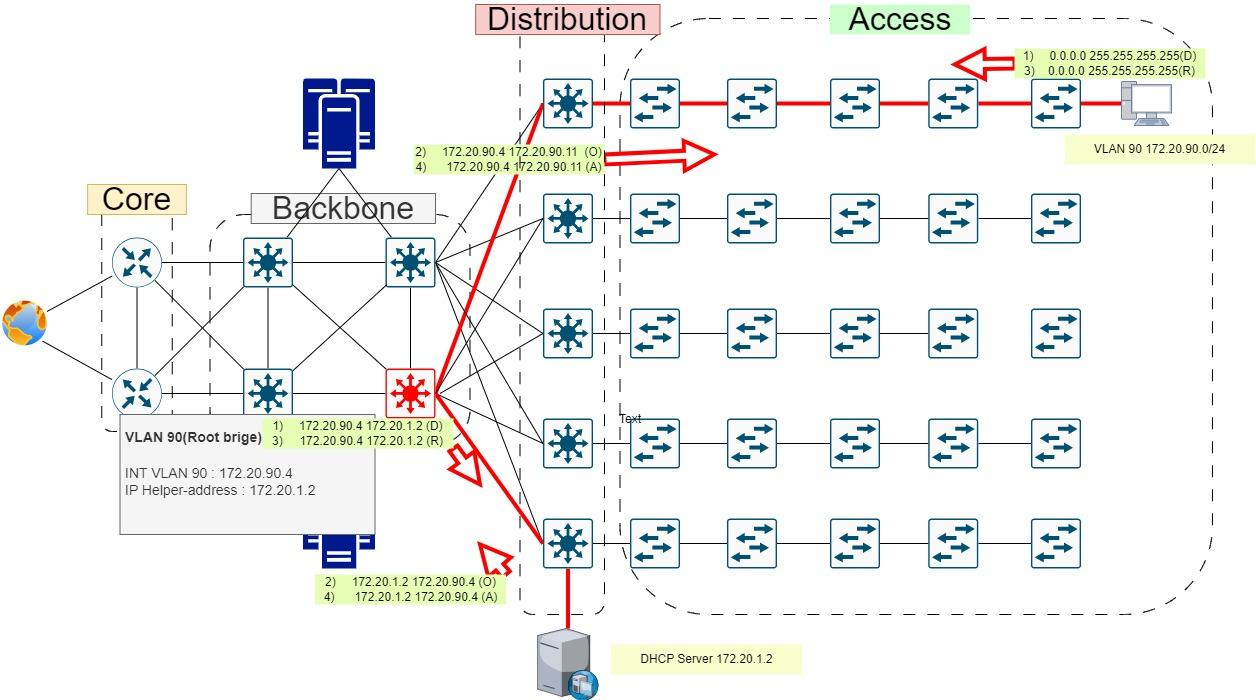 Distribution
Access
1) 0.0.0.0 255.255.255.255(D)
3) 0.0.0.0 255.255.255.255(R)
2) 172.20.90.4 172.20.90.11 (O)
4) 172.20.90.4 172.20.90.11 (A)
VLAN 90 172.20.90.0/24
Core
Backbone
Text
VLAN 90(Root brige)
1) 172.20.90.4 172.20.1.2 (D)
3) 172.20.90.4 172.20.1.2 (R)
INT VLAN 90 : 172.20.90.4
IP Helper-address : 172.20.1.2
2) 172.20.1.2 172.20.90.4 (O)
4) 172.20.1.2 172.20.90.4 (A)
DHCP Server 172.20.1.2